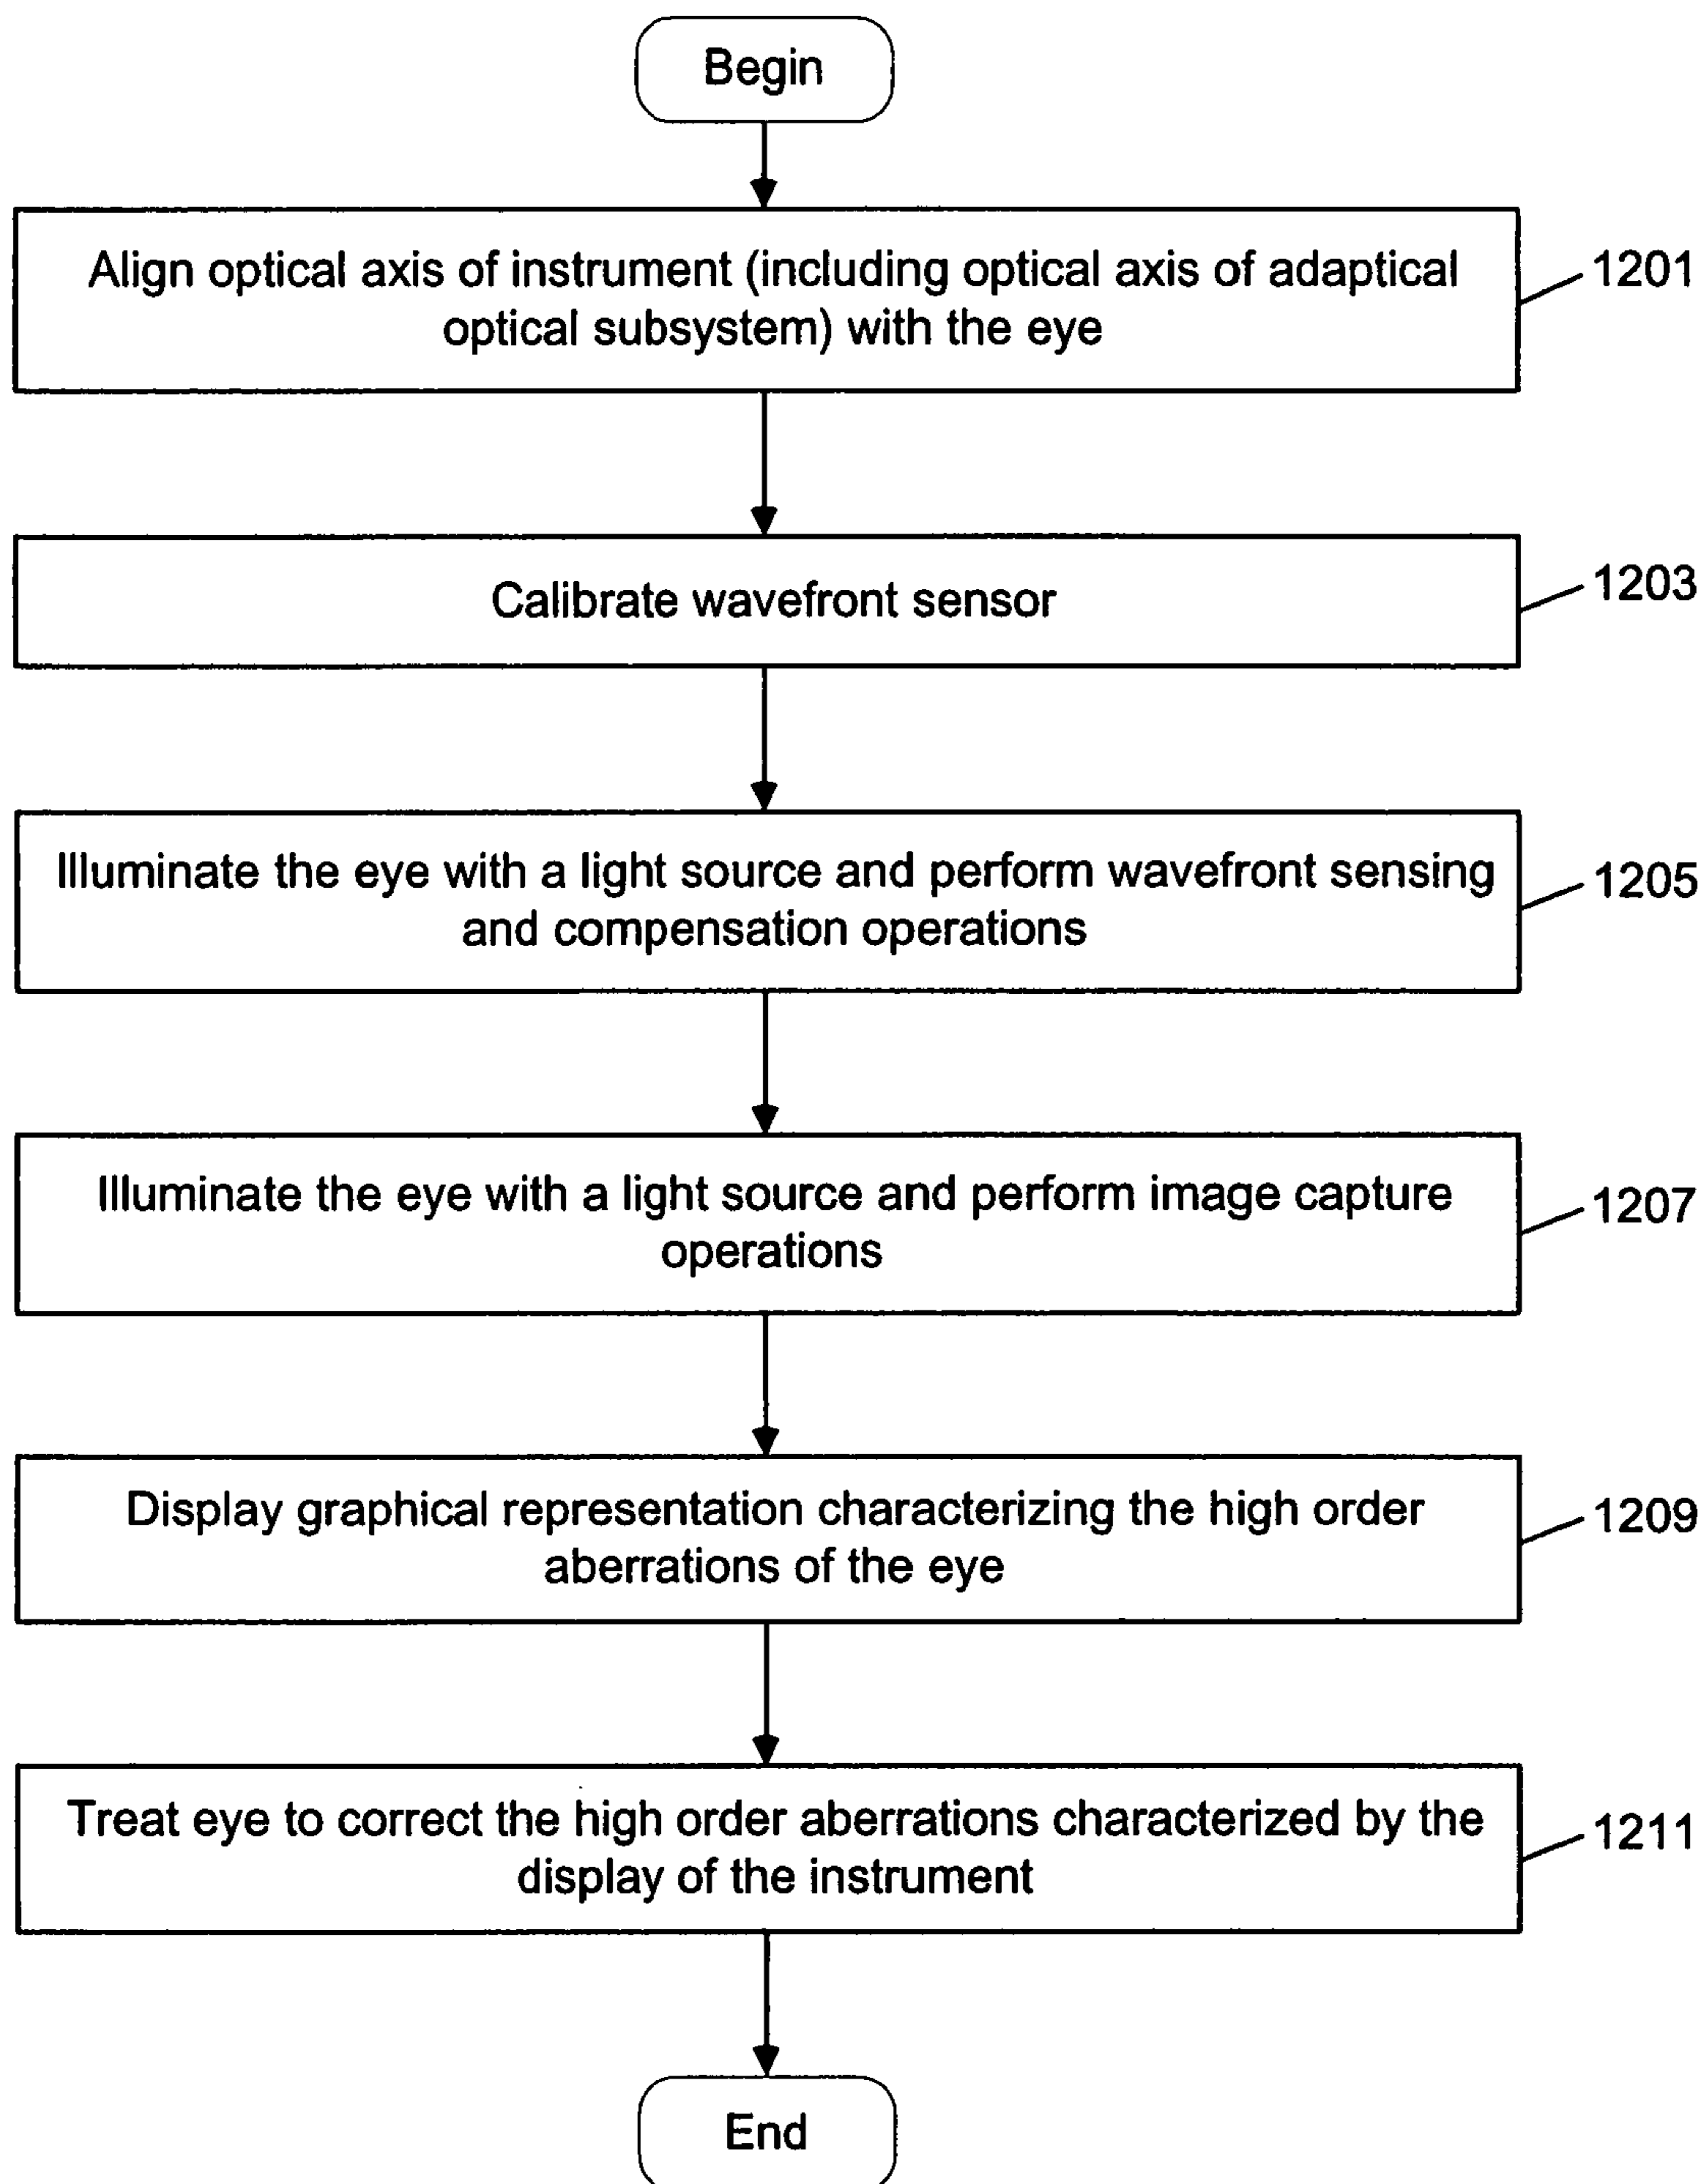 Begin
Align optical axis of instrument (including optical axis of adaptical
optical subsystem) with the eye
1201
Calibrate wavefront sensor
1203
Illuminate the eye with a light source and perform wavefront sensing
and compensation operations
1205
Illuminate the eye with a light source and perform image capture
operations
1207
Display graphical representation characterizing the high order
aberrations of the eye
1209
Treat eye to correct the high order aberrations characterized by the
display of the instrument
1211
End